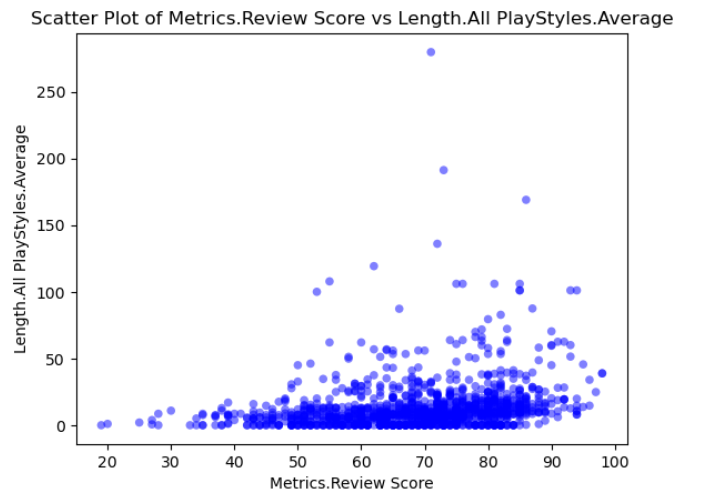 Scatter Plot of Metrics.Review Score vs Length.All PlayStyles.Average
250
200
150
100
50
0
Length.All PlayStyles.Average
20 30 40 50 60 70 80 90 100
Metrics.Review Score